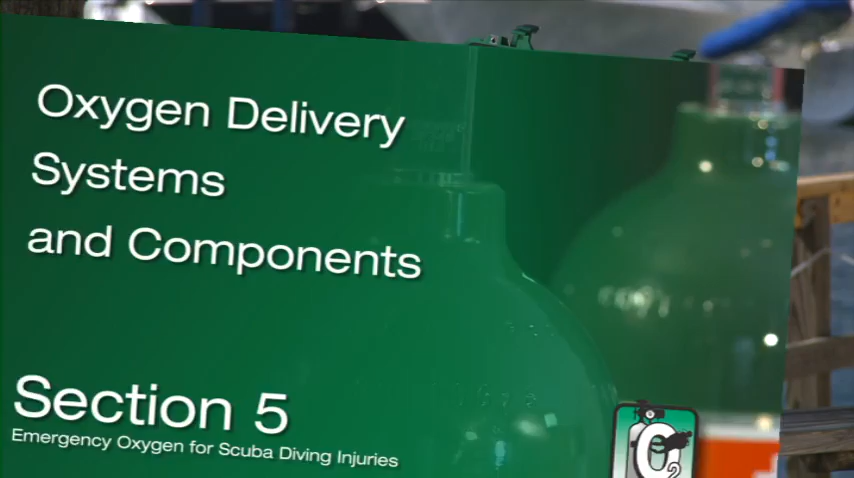 Oxygen Delivery
Systems
and Components
Section 5
Emergency Oxygen for Scuba Diving Injuries
O2